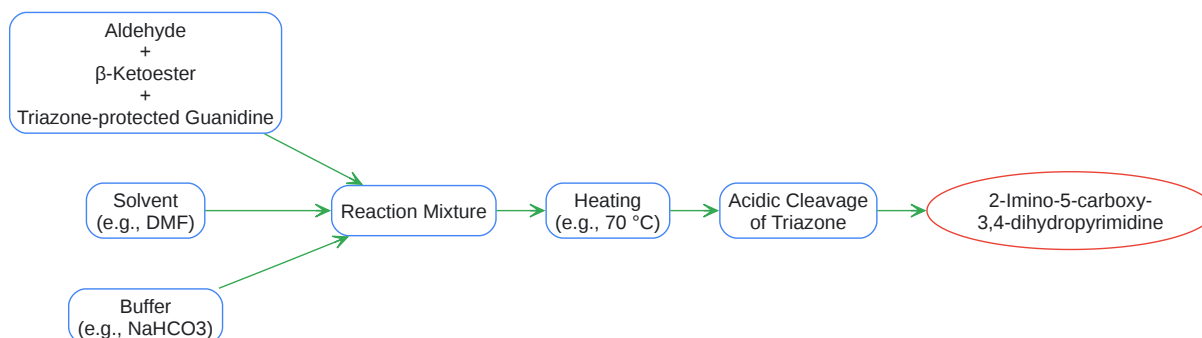 Aldehyde
+
β-Ketoester
+
Triazone-protected Guanidine
Solvent
(e.g., DMF)
Buffer
(e.g., NaHCO3)
Reaction Mixture
Heating
(e.g., 70 °C)
Acidic Cleavage
of Triazone
2-Imino-5-carboxy-
3,4-dihydropyrimidine